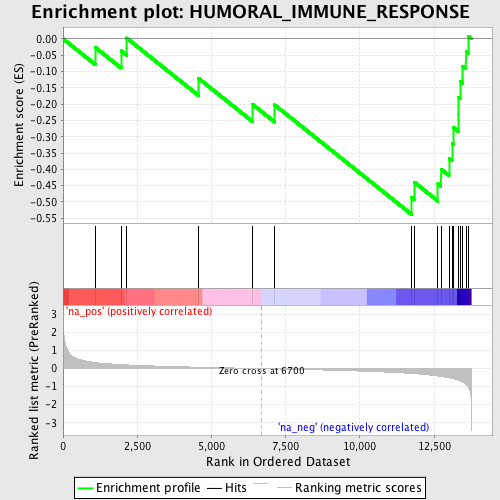 Enrichment plot: HUMORAL_IMMUNE_RESPONSE
Enrichment score (ES)
0.00
-0.05
-0.10
-0.15
-0.20
-0.25
-0.30
-0.35
-0.40
-0.45
-0.50
-0.55
'na_pos' (positively correlated)
Ranked list metric (PreRanked)
3
2
1
0
-1
-2
-3
Zero cross at 6700
'na_neg' (negatively correlated)
0 2,500 5,000 7,500 10,000 12,500
Rank in Ordered Dataset
Enrichment profile Hits Ranking metric scores